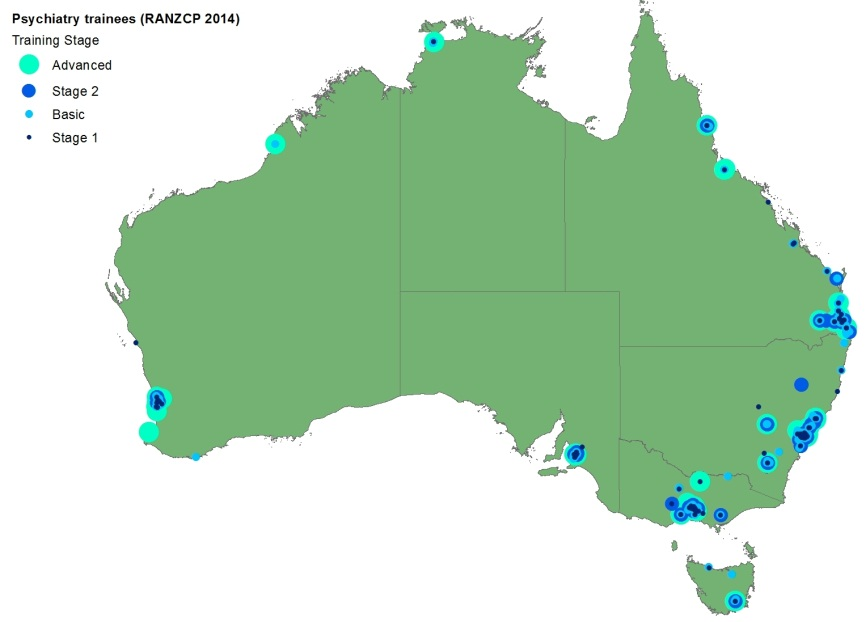 Psychiatry trainees (RANZCP 2014)
Training Stage
Advanced
Stage 2
Basic
Stage 1